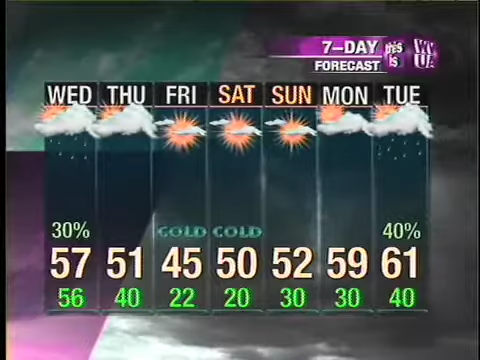 7-DAY
FORECAST
this is
WVUA
WED THU FRI SAT SUN MON TUE
30% COLD COLD 40%
57 51 45 50 52 59 61
56 40 22 20 30 30 40